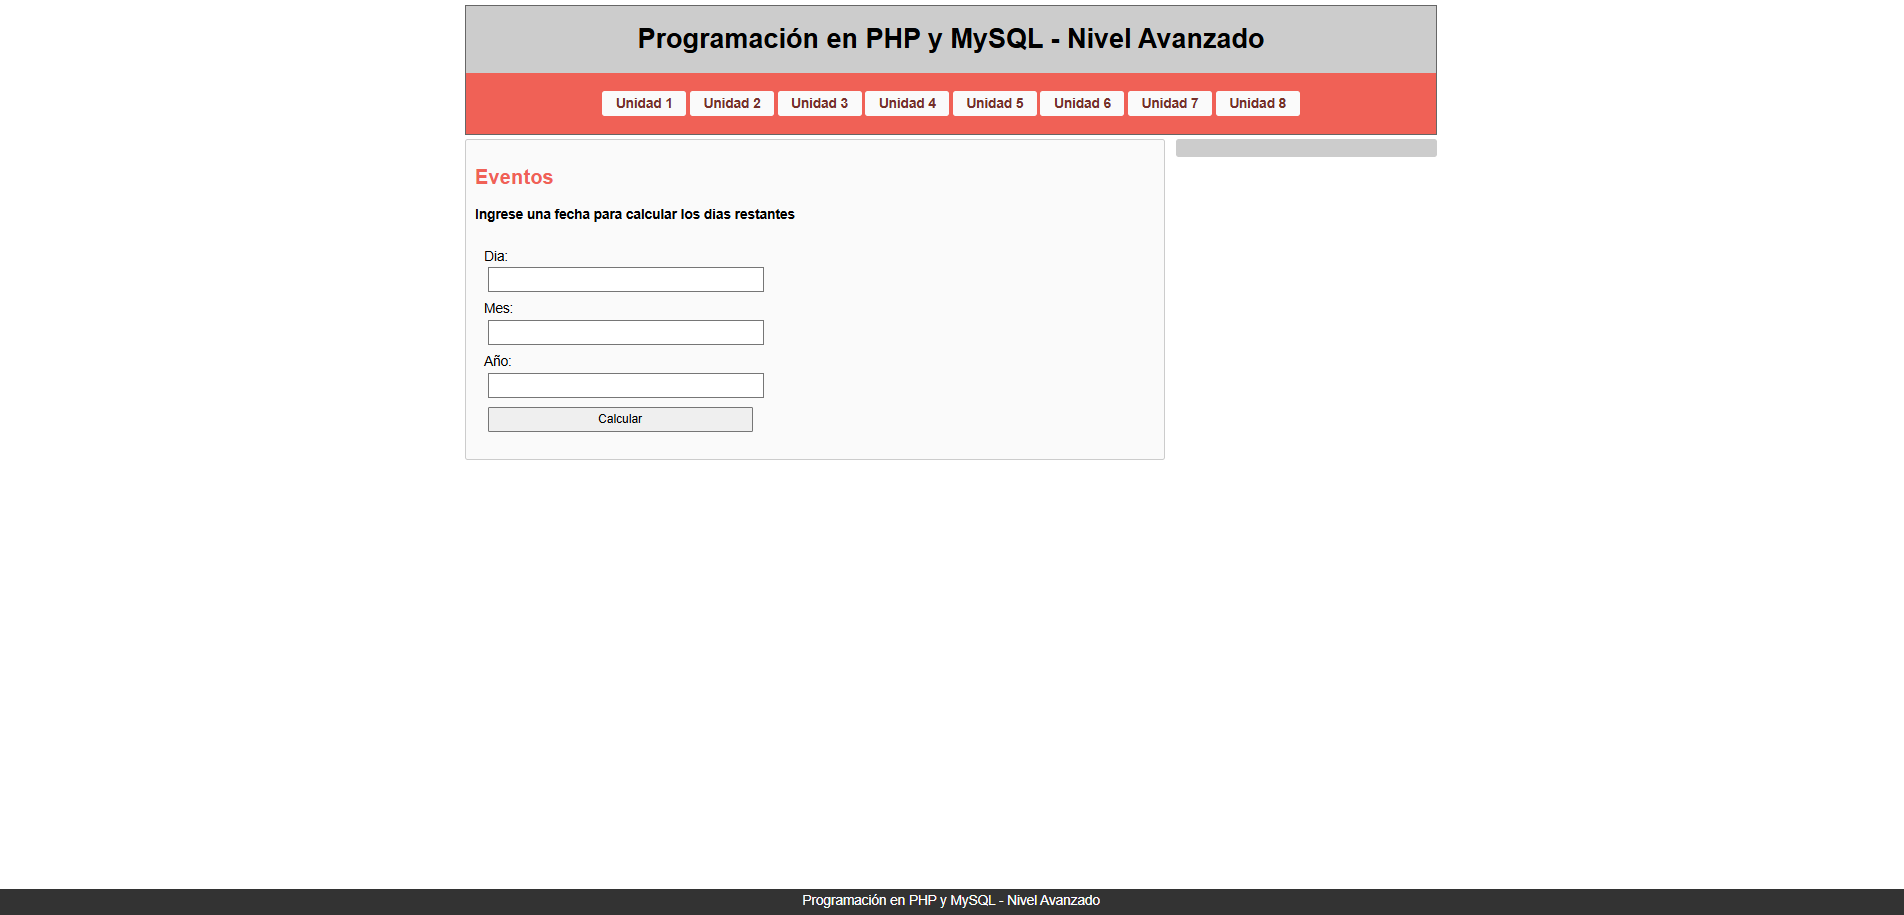 Programación en PHP y MySQL - Nivel Avanzado
Unidad 1 Unidad 2 Unidad 3 Unidad 4 Unidad 5 Unidad 6 Unidad 7 Unidad 8
Eventos
Ingrese una fecha para calcular los dias restantes
Dia:
Mes:
Año:
Calcular
Programación en PHP y MySQL - Nivel Avanzado